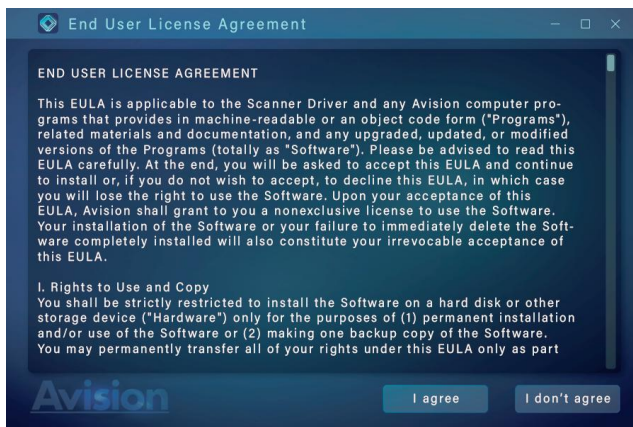 End User License Agreement
END USER LICENSE AGREEMENT
This EULA is applicable to the Scanner Driver and any Avision computer pro-
grams that provides in machine-readable or an object code form ("Programs"),
related materials and documentation, and any upgraded, updated, or modified
versions of the Programs (totally as "Software"). Please be advised to read this
EULA carefully. At the end, you will be asked to accept this EULA and continue
to install or, if you do not wish to accept, to decline this EULA, in which case
you will lose the right to use the Software. Upon your acceptance of this
EULA, Avision shall grant to you a nonexclusive license to use the Software.
Your installation of the Software or your failure to immediately delete the Soft-
ware completely installed will also constitute your irrevocable acceptance of
this EULA.
I. Rights to Use and Copy
You shall be strictly restricted to install the Software on a hard disk or other
storage device ("Hardware") only for the purposes of (1) permanent installation
and/or use of the Software or (2) making one backup copy of the Software.
You may permanently transfer all of your rights under this EULA only as part
Avision
I agree
I don't agree